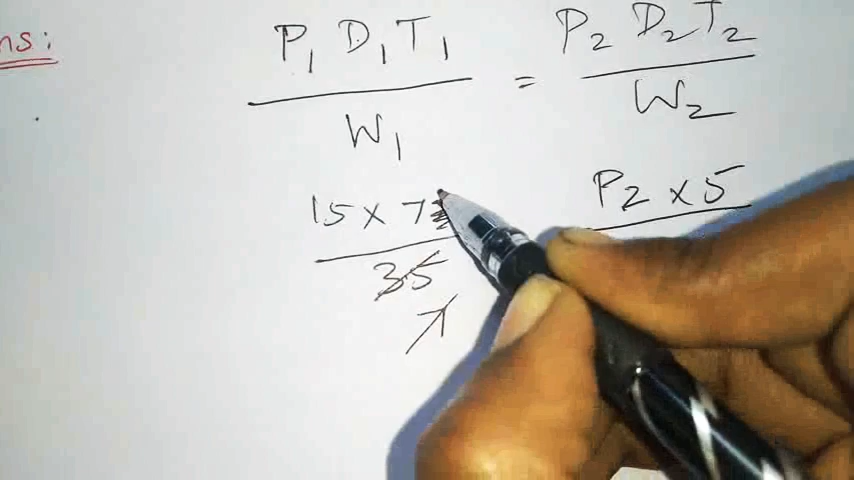 ns:
P₁ D₁ T₁ / W₁ = P₂ D₂ T₂ / W₂
15 x 7 / 35
P₂ x 5